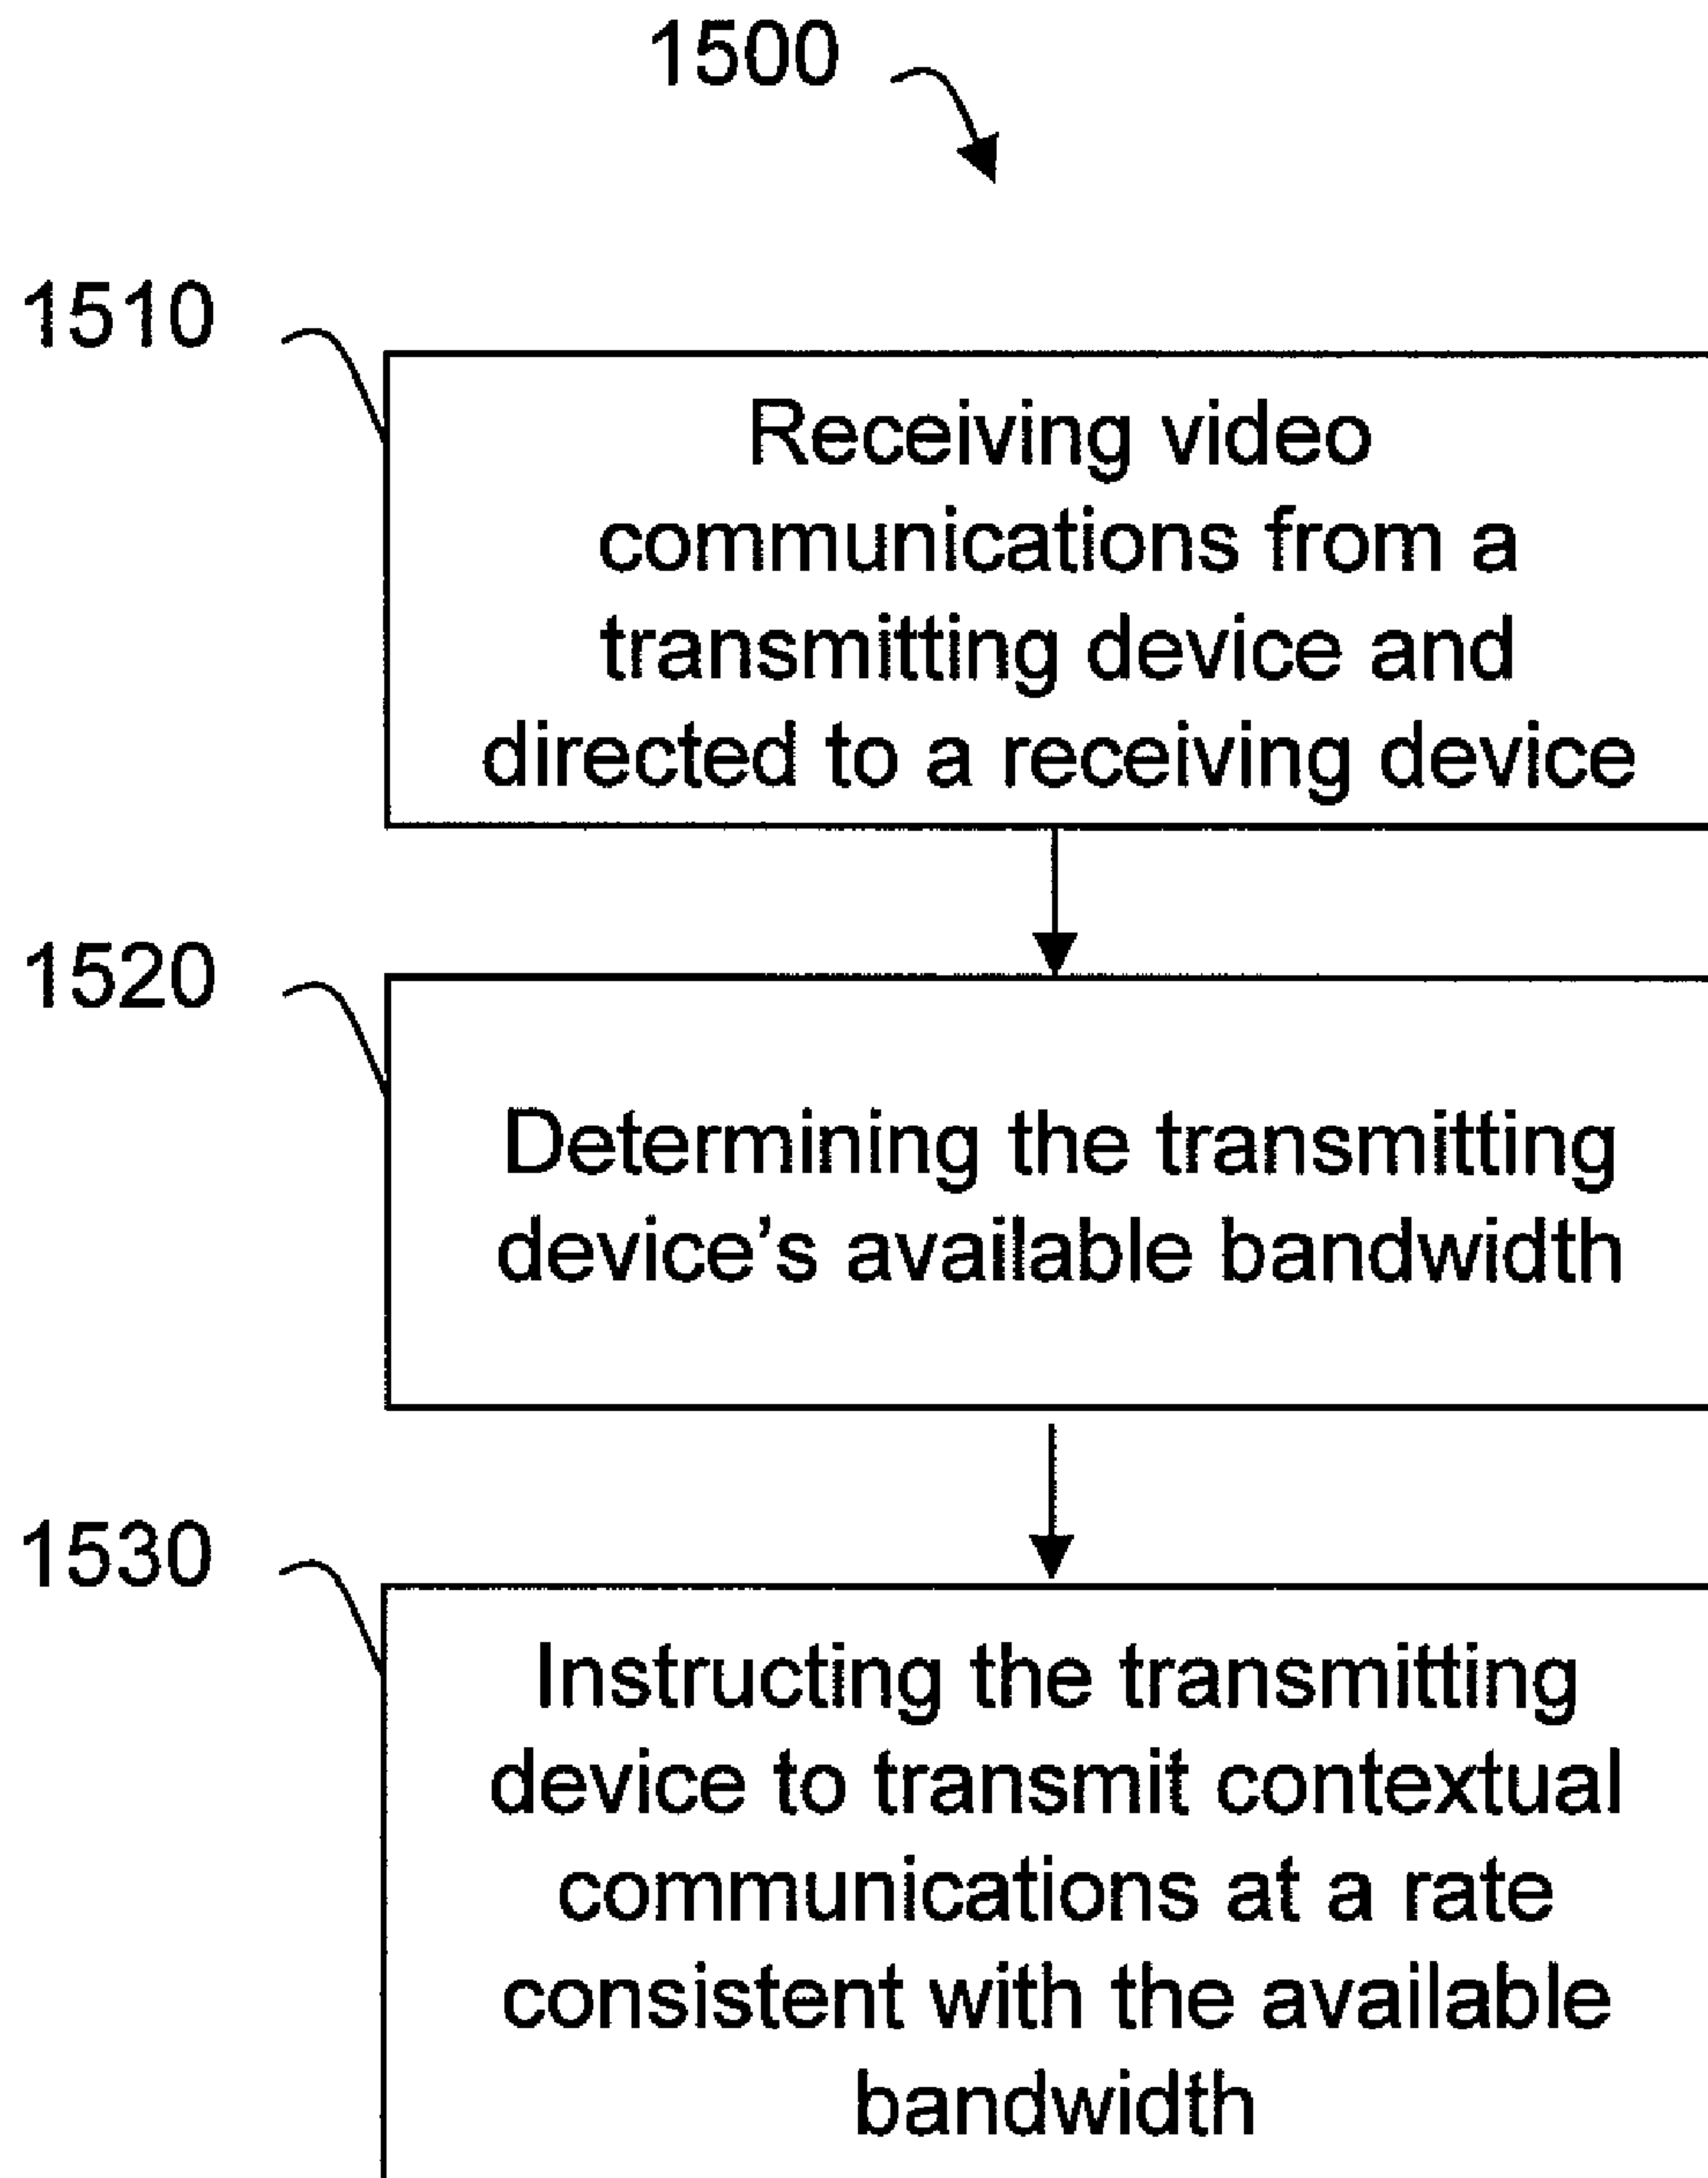 1500
1510
Receiving video
communications from a
transmitting device and
directed to a receiving device
1520
Determining the transmitting
device’s available bandwidth
1530
Instructing the transmitting
device to transmit contextual
communications at a rate
consistent with the available
bandwidth